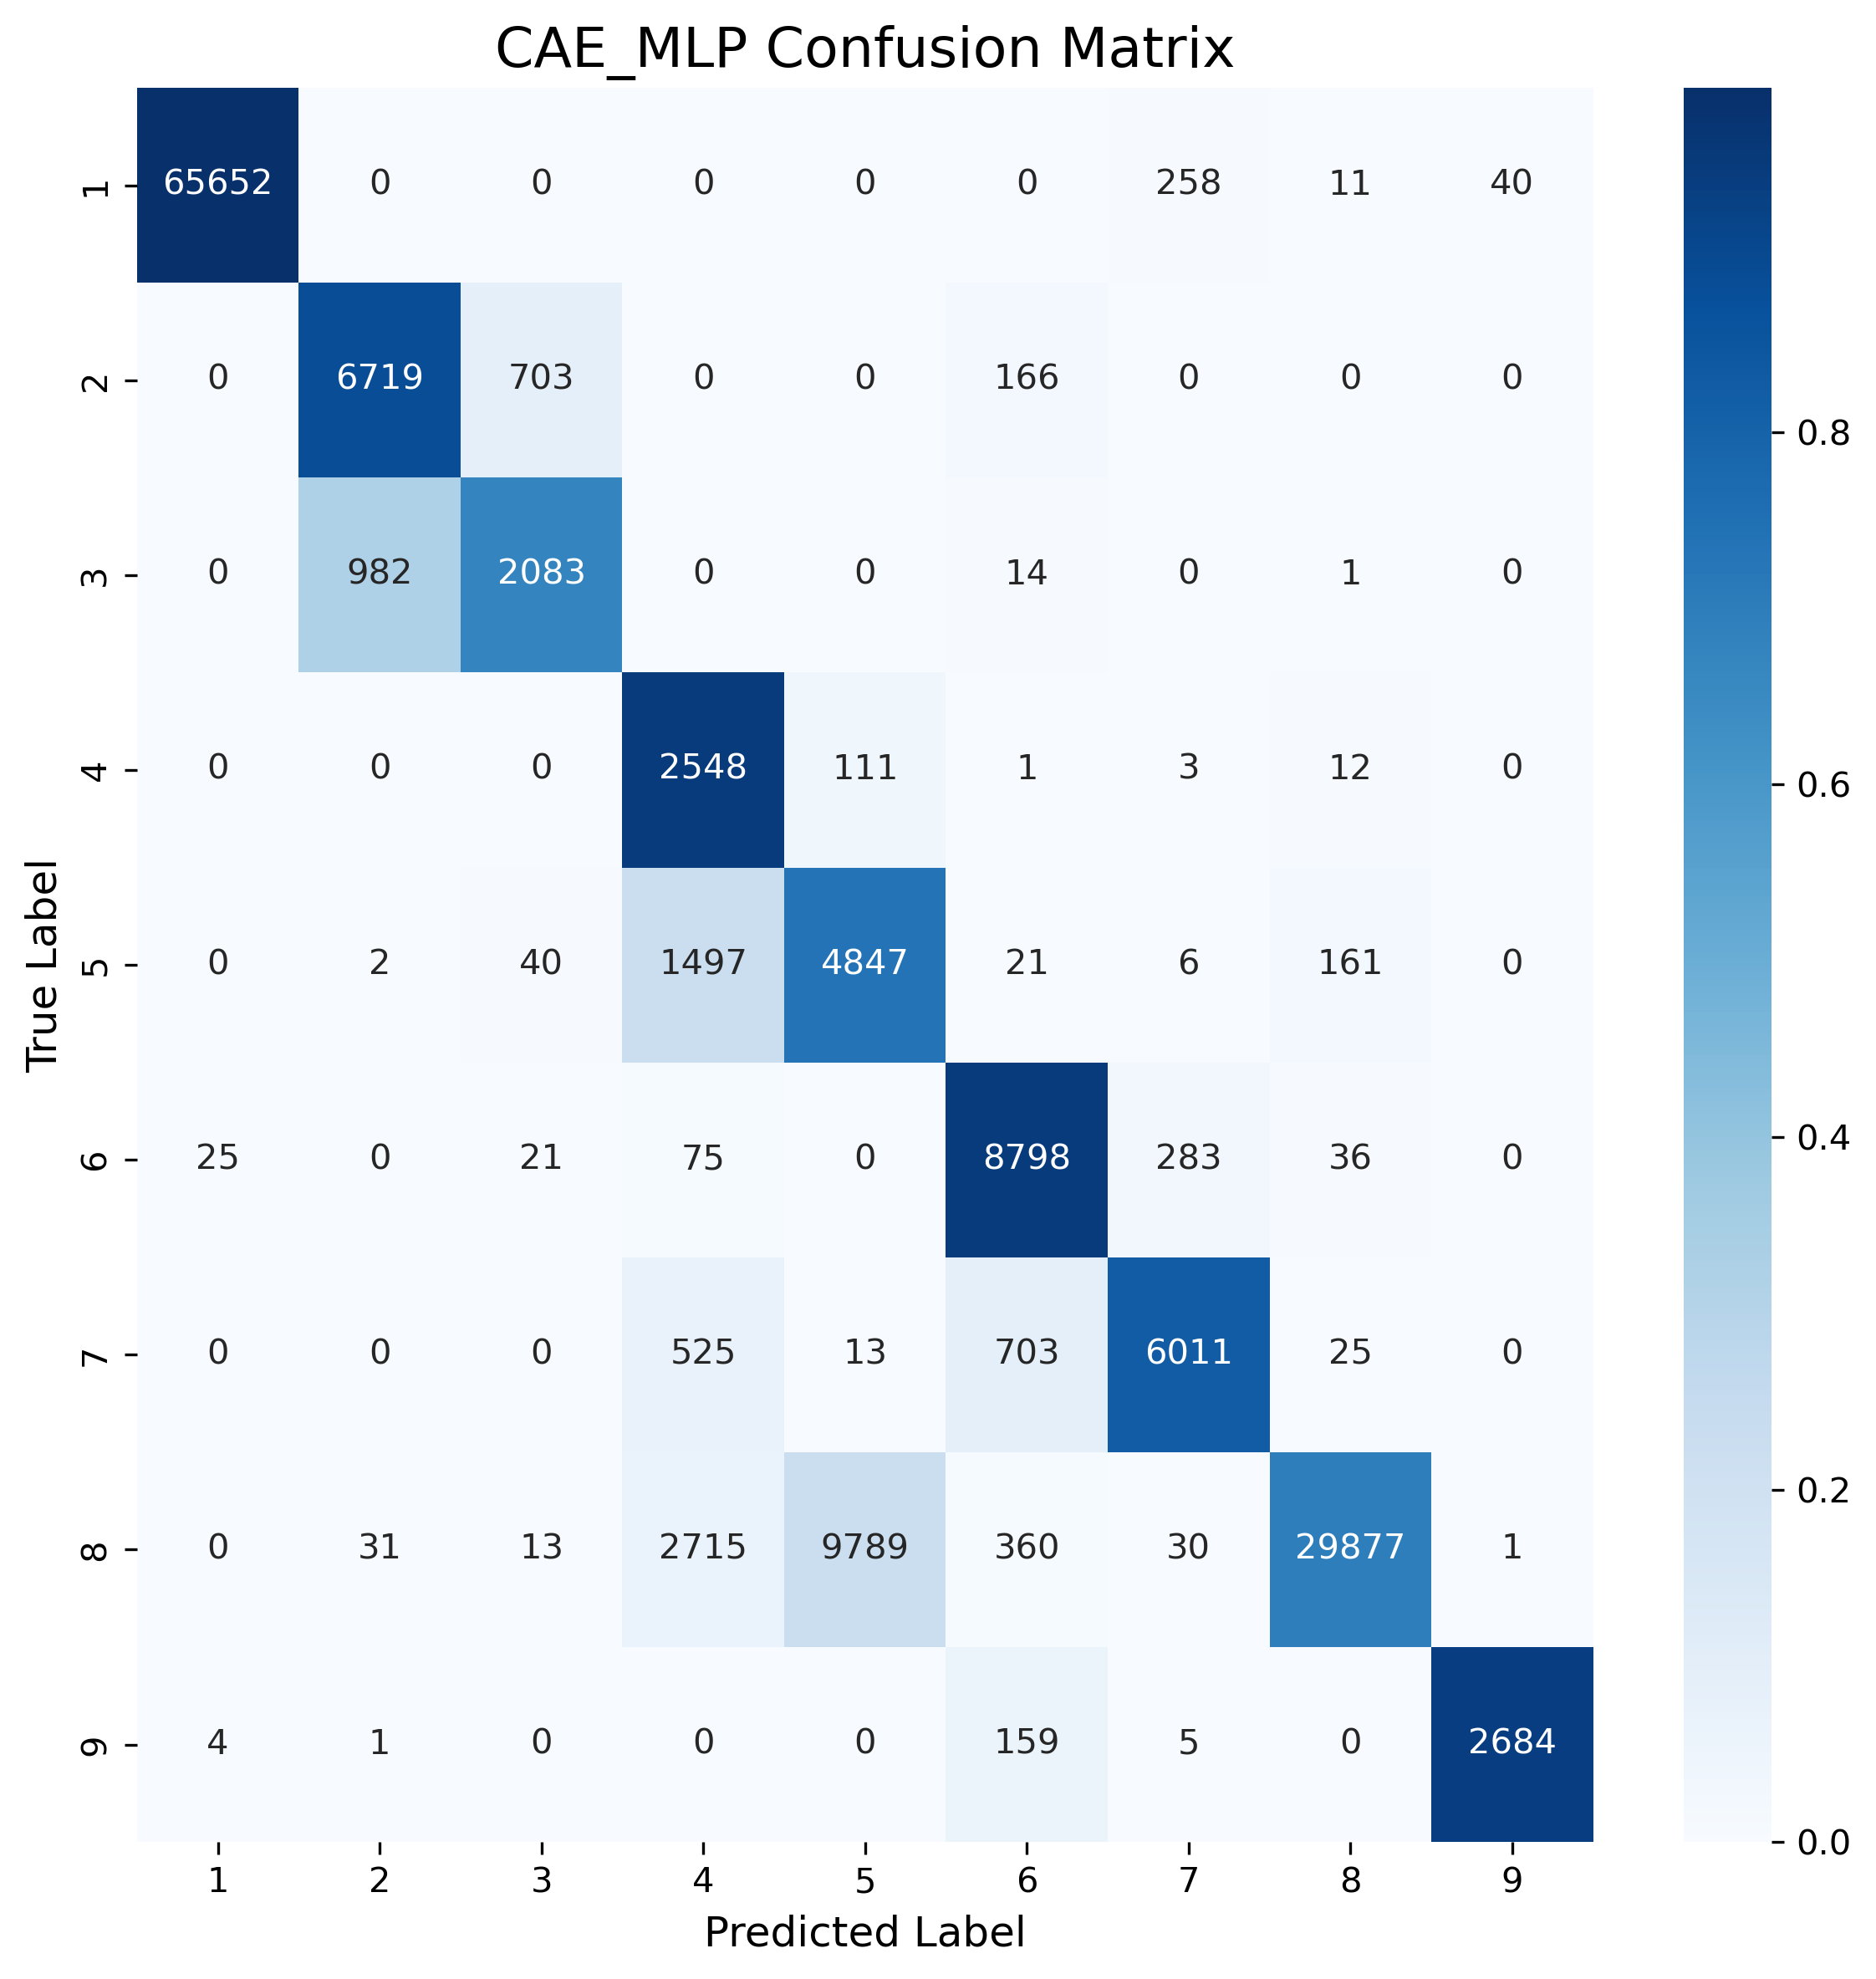 CAE_MLP Confusion Matrix
1 65652 0 0 0 0 0 258 11 40
2 0 6719 703 0 0 166 0 0 0
3 0 982 2083 0 0 14 0 1 0
4 0 0 0 2548 111 1 3 12 0
5 0 2 40 1497 4847 21 6 161 0
6 25 0 21 75 0 8798 283 36 0
7 0 0 0 525 13 703 6011 25 0
8 0 31 13 2715 9789 360 30 29877 1
9 4 1 0 0 0 159 5 0 2684
1 2 3 4 5 6 7 8 9
True Label
Predicted Label
0.8
0.6
0.4
0.2
0.0